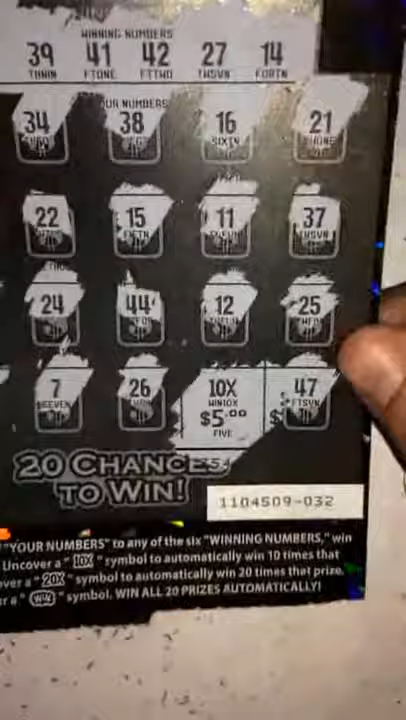 WINNING NUMBERS
39 41 42 27 14
THNIN FTONE FTTWO TWSVN FORTN
YOUR NUMBERS
34 38 16 21
SIXTN
22 15 11 37
24 44 12 25
7 26 10X 47
SEVEN WIN10X FTSVN
$5.00 $
FIVE
20 CHANCES
TO WIN!
1104509-032
"YOUR NUMBERS" to any of the six "WINNING NUMBERS," win
Uncover a "10X" symbol to automatically win 10 times that
over a "20X" symbol to automatically win 20 times that prize.
er a "WIN" symbol. WIN ALL 20 PRIZES AUTOMATICALLY!